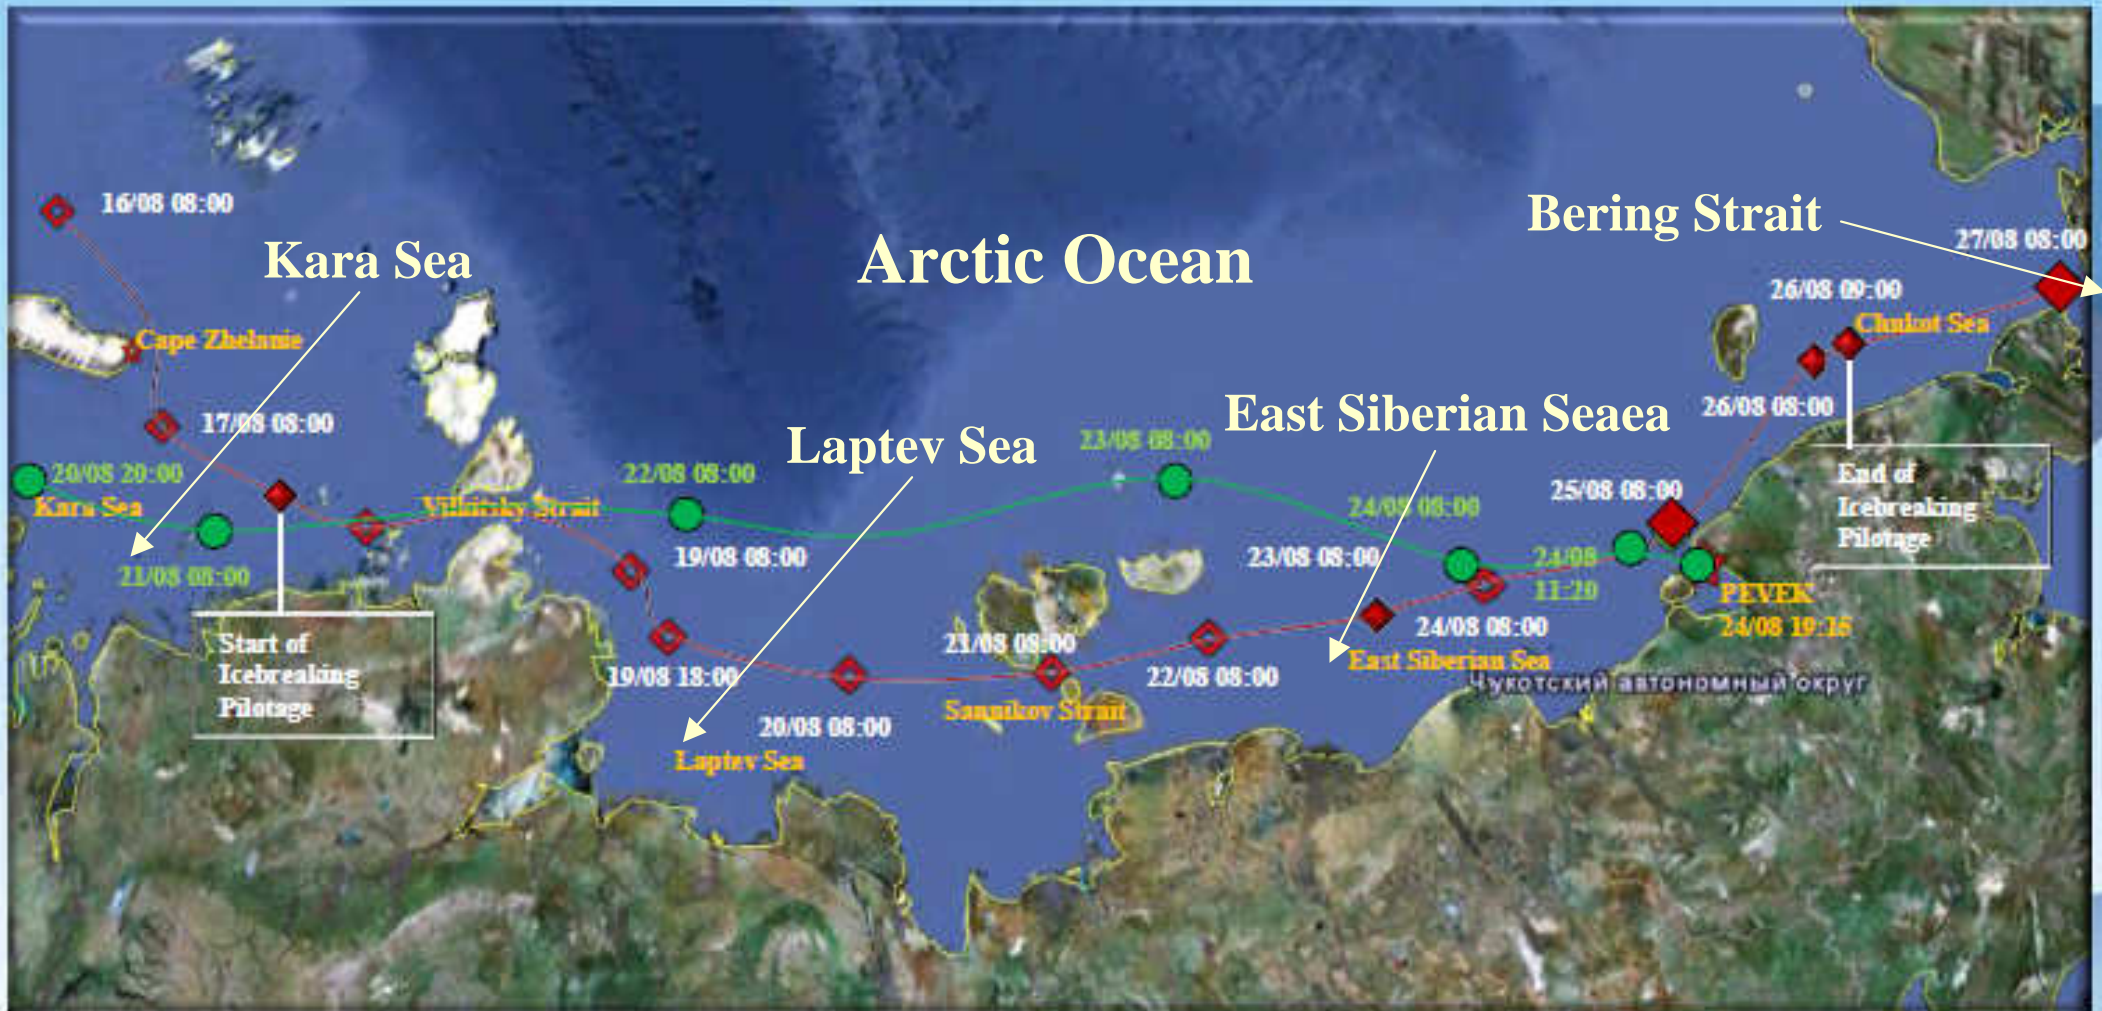 16/08 08:00
Kara Sea
Arctic Ocean
Bering Strait
27/08 08:00
26/08 09:00
Chukot Sea
Cape Zhelanie
17/08 08:00
26/08 08:00
East Siberian Seaea
Laptev Sea
23/08 08:00
20/08 20:00
Kara Sea
22/08 08:00
Vilkitsky Strait
24/08 08:00
25/08 08:00
End of
Icebreaking
Pilotage
21/08 08:00
19/08 08:00
23/08 08:00
24/08
11:20
PEVEK
24/08 19:15
Start of
Icebreaking
Pilotage
21/08 08:00
24/08 08:00
East Siberian Sea
19/08 18:00
22/08 08:00
Чукотский автономный округ
20/08 08:00
Sannikov Strait
Laptev Sea